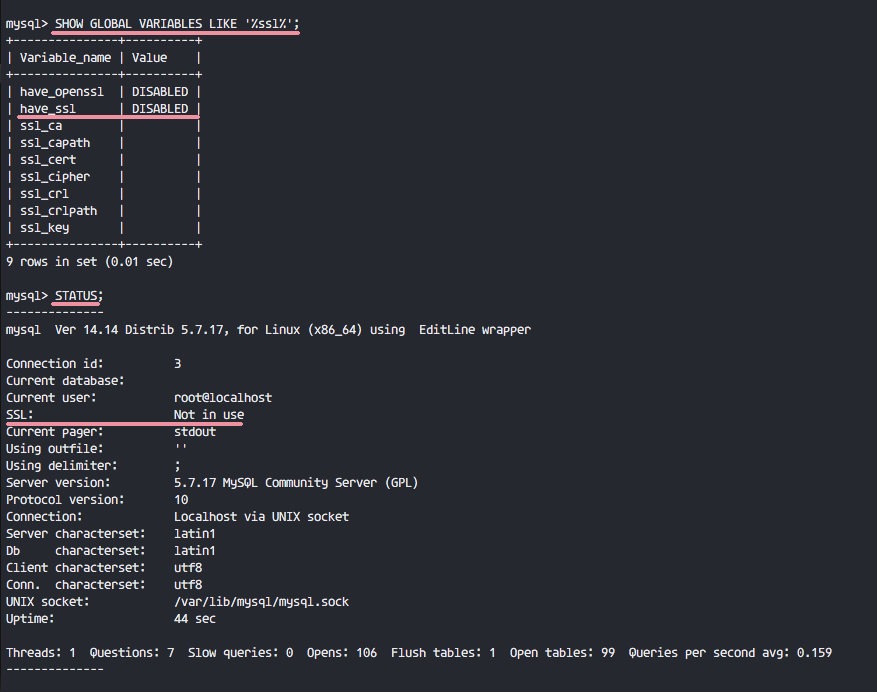 mysql> SHOW GLOBAL VARIABLES LIKE '%ssl%';
+---------------+----------+
| Variable_name | Value    |
+---------------+----------+
| have_openssl  | DISABLED |
| have_ssl      | DISABLED |
| ssl_ca        |          |
| ssl_capath    |          |
| ssl_cert      |          |
| ssl_cipher    |          |
| ssl_crl       |          |
| ssl_crlpath   |          |
| ssl_key       |          |
+---------------+----------+
9 rows in set (0.01 sec)
mysql> STATUS;
--------------
mysql  Ver 14.14 Distrib 5.7.17, for Linux (x86_64) using  EditLine wrapper
Connection id:          3
Current database:
Current user:           root@localhost
SSL:                    Not in use
Current pager:          stdout
Using outfile:          ''
Using delimiter:        ;
Server version:         5.7.17 MySQL Community Server (GPL)
Protocol version:       10
Connection:             Localhost via UNIX socket
Server characterset:    latin1
Db     characterset:    latin1
Client characterset:    utf8
Conn.  characterset:    utf8
UNIX socket:            /var/lib/mysql/mysql.sock
Uptime:                 44 sec
Threads: 1  Questions: 7  Slow queries: 0  Opens: 106  Flush tables: 1  Open tables: 99  Queries per second avg: 0.159
--------------